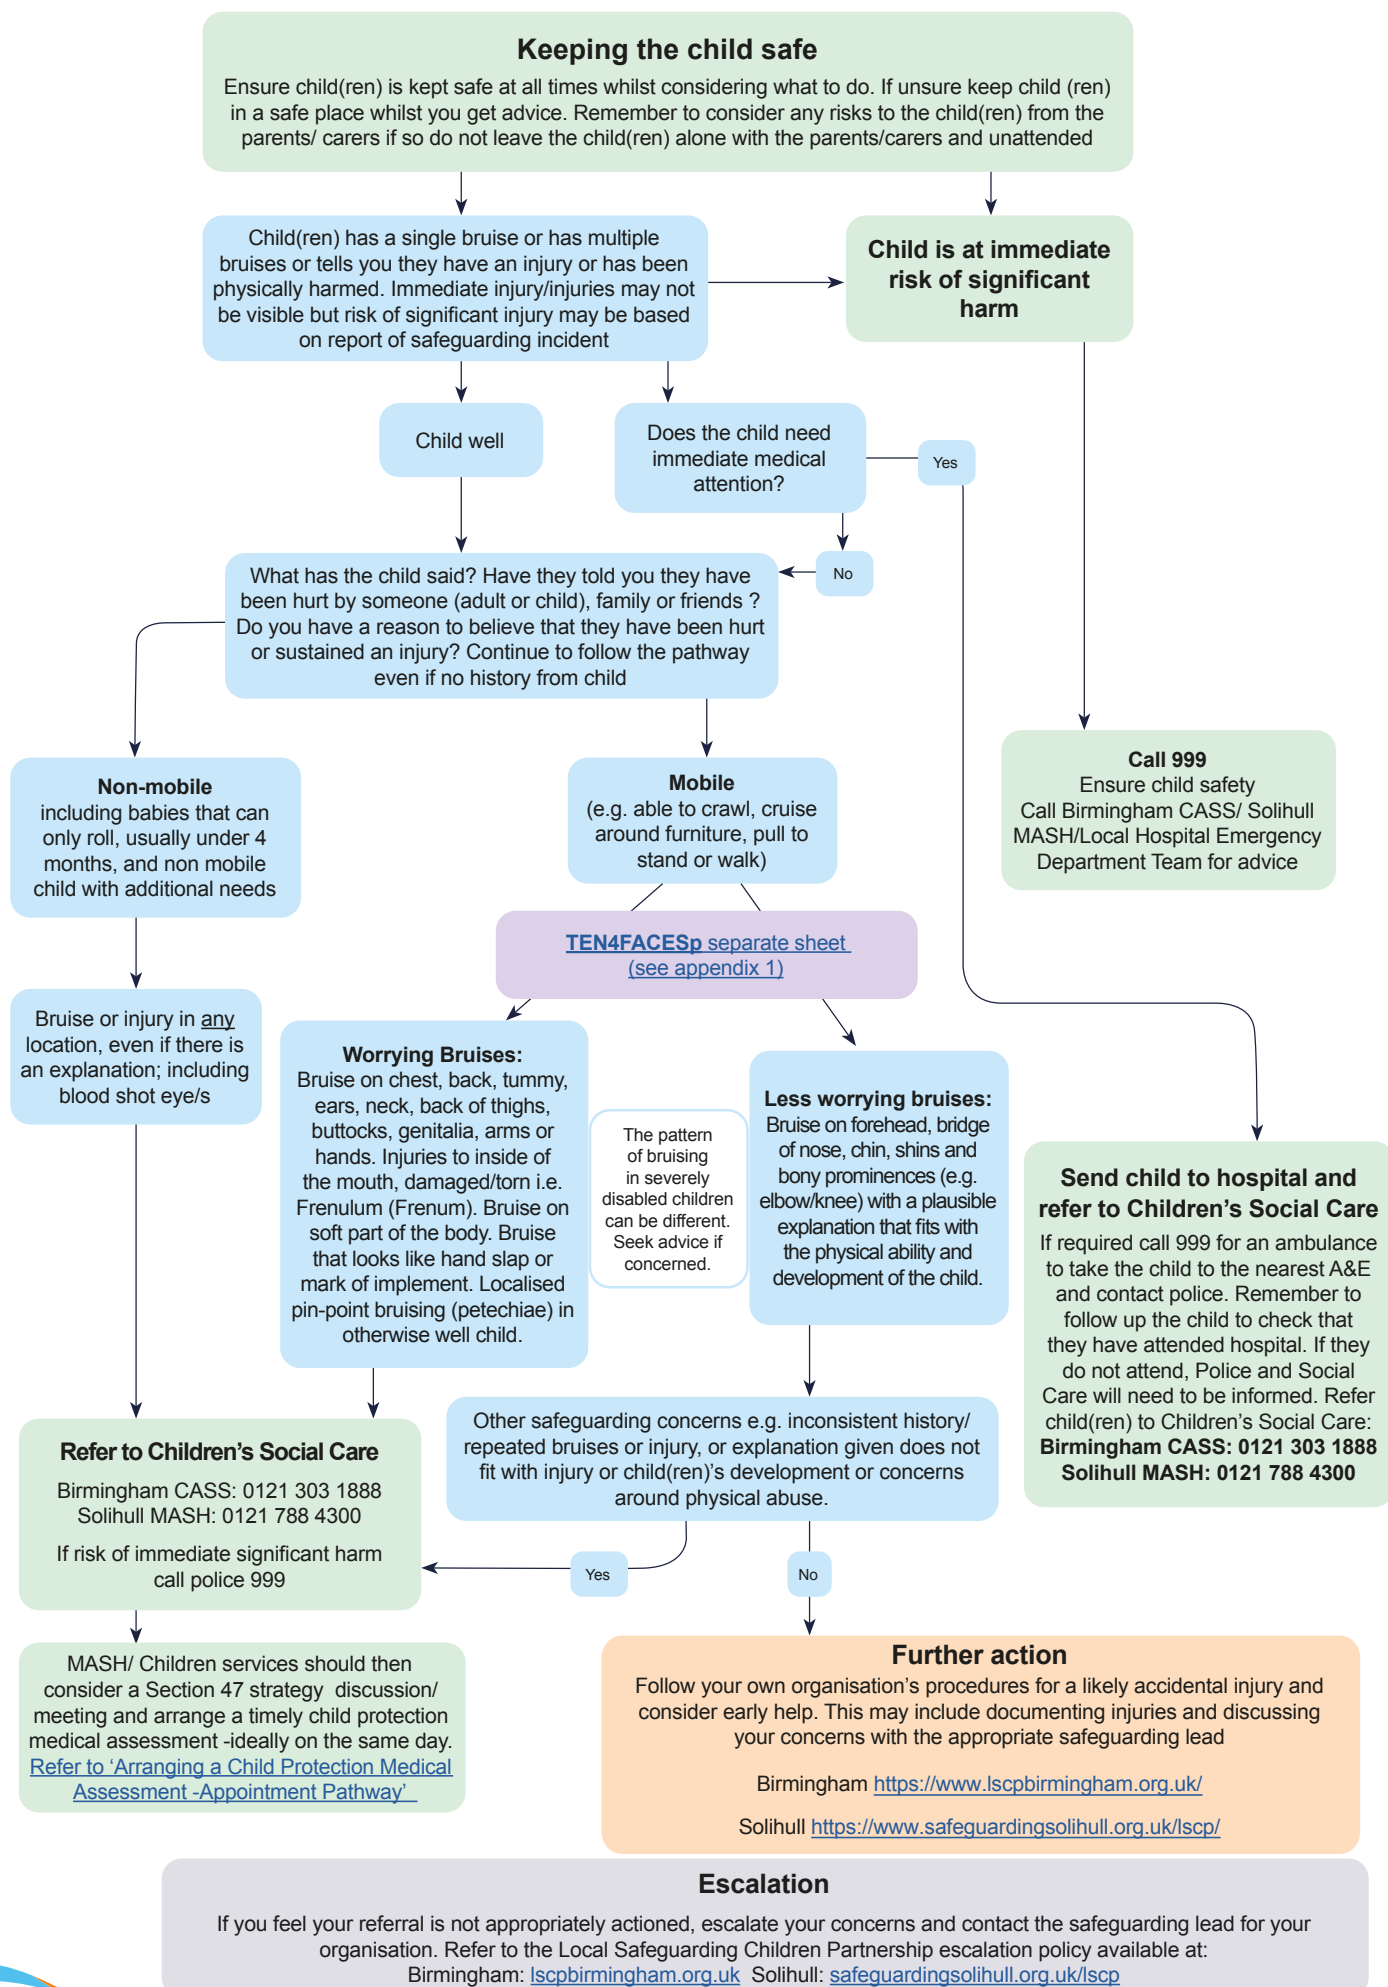 Keeping the child safe
Ensure child(ren) is kept safe at all times whilst considering what to do. If unsure keep child (ren)
in a safe place whilst you get advice. Remember to consider any risks to the child(ren) from the
parents/ carers if so do not leave the child(ren) alone with the parents/carers and unattended
Child(ren) has a single bruise or has multiple
bruises or tells you they have an injury or has been
physically harmed. Immediate injury/injuries may not
be visible but risk of significant injury may be based
on report of safeguarding incident
Child is at immediate
risk of significant
harm
Child well
Does the child need
immediate medical
attention?
Yes
No
What has the child said? Have they told you they have
been hurt by someone (adult or child), family or friends ?
Do you have a reason to believe that they have been hurt
or sustained an injury? Continue to follow the pathway
even if no history from child
Non-mobile
including babies that can
only roll, usually under 4
months, and non mobile
child with additional needs
Mobile
(e.g. able to crawl, cruise
around furniture, pull to
stand or walk)
Call 999
Ensure child safety
Call Birmingham CASS/ Solihull
MASH/Local Hospital Emergency
Department Team for advice
TEN4FACESp separate sheet
(see appendix 1)
Bruise or injury in any
location, even if there is
an explanation; including
blood shot eye/s
Worrying Bruises:
Bruise on chest, back, tummy,
ears, neck, back of thighs,
buttocks, genitalia, arms or
hands. Injuries to inside of
the mouth, damaged/torn i.e.
Frenulum (Frenum). Bruise on
soft part of the body. Bruise
that looks like hand slap or
mark of implement. Localised
pin-point bruising (petechiae) in
otherwise well child.
The pattern
of bruising
in severely
disabled children
can be different.
Seek advice if
concerned.
Less worrying bruises:
Bruise on forehead, bridge
of nose, chin, shins and
bony prominences (e.g.
elbow/knee) with a plausible
explanation that fits with
the physical ability and
development of the child.
Send child to hospital and
refer to Children's Social Care
If required call 999 for an ambulance
to take the child to the nearest A&E
and contact police. Remember to
follow up the child to check that
they have attended hospital. If they
do not attend, Police and Social
Care will need to be informed. Refer
child(ren) to Children's Social Care:
Birmingham CASS: 0121 303 1888
Solihull MASH: 0121 788 4300
Refer to Children's Social Care
Birmingham CASS: 0121 303 1888
Solihull MASH: 0121 788 4300
If risk of immediate significant harm
call police 999
Other safeguarding concerns e.g. inconsistent history/
repeated bruises or injury, or explanation given does not
fit with injury or child(ren)'s development or concerns
around physical abuse.
Yes
No
MASH/ Children services should then
consider a Section 47 strategy discussion/
meeting and arrange a timely child protection
medical assessment -ideally on the same day.
Refer to 'Arranging a Child Protection Medical
Assessment -Appointment Pathway'
Further action
Follow your own organisation's procedures for a likely accidental injury and
consider early help. This may include documenting injuries and discussing
your concerns with the appropriate safeguarding lead
Birmingham https://www.lscpbirmingham.org.uk/
Solihull https://www.safeguardingsolihull.org.uk/lscp/
Escalation
If you feel your referral is not appropriately actioned, escalate your concerns and contact the safeguarding lead for your
organisation. Refer to the Local Safeguarding Children Partnership escalation policy available at:
Birmingham: lscpbirmingham.org.uk Solihull: safeguardingsolihull.org.uk/lscp